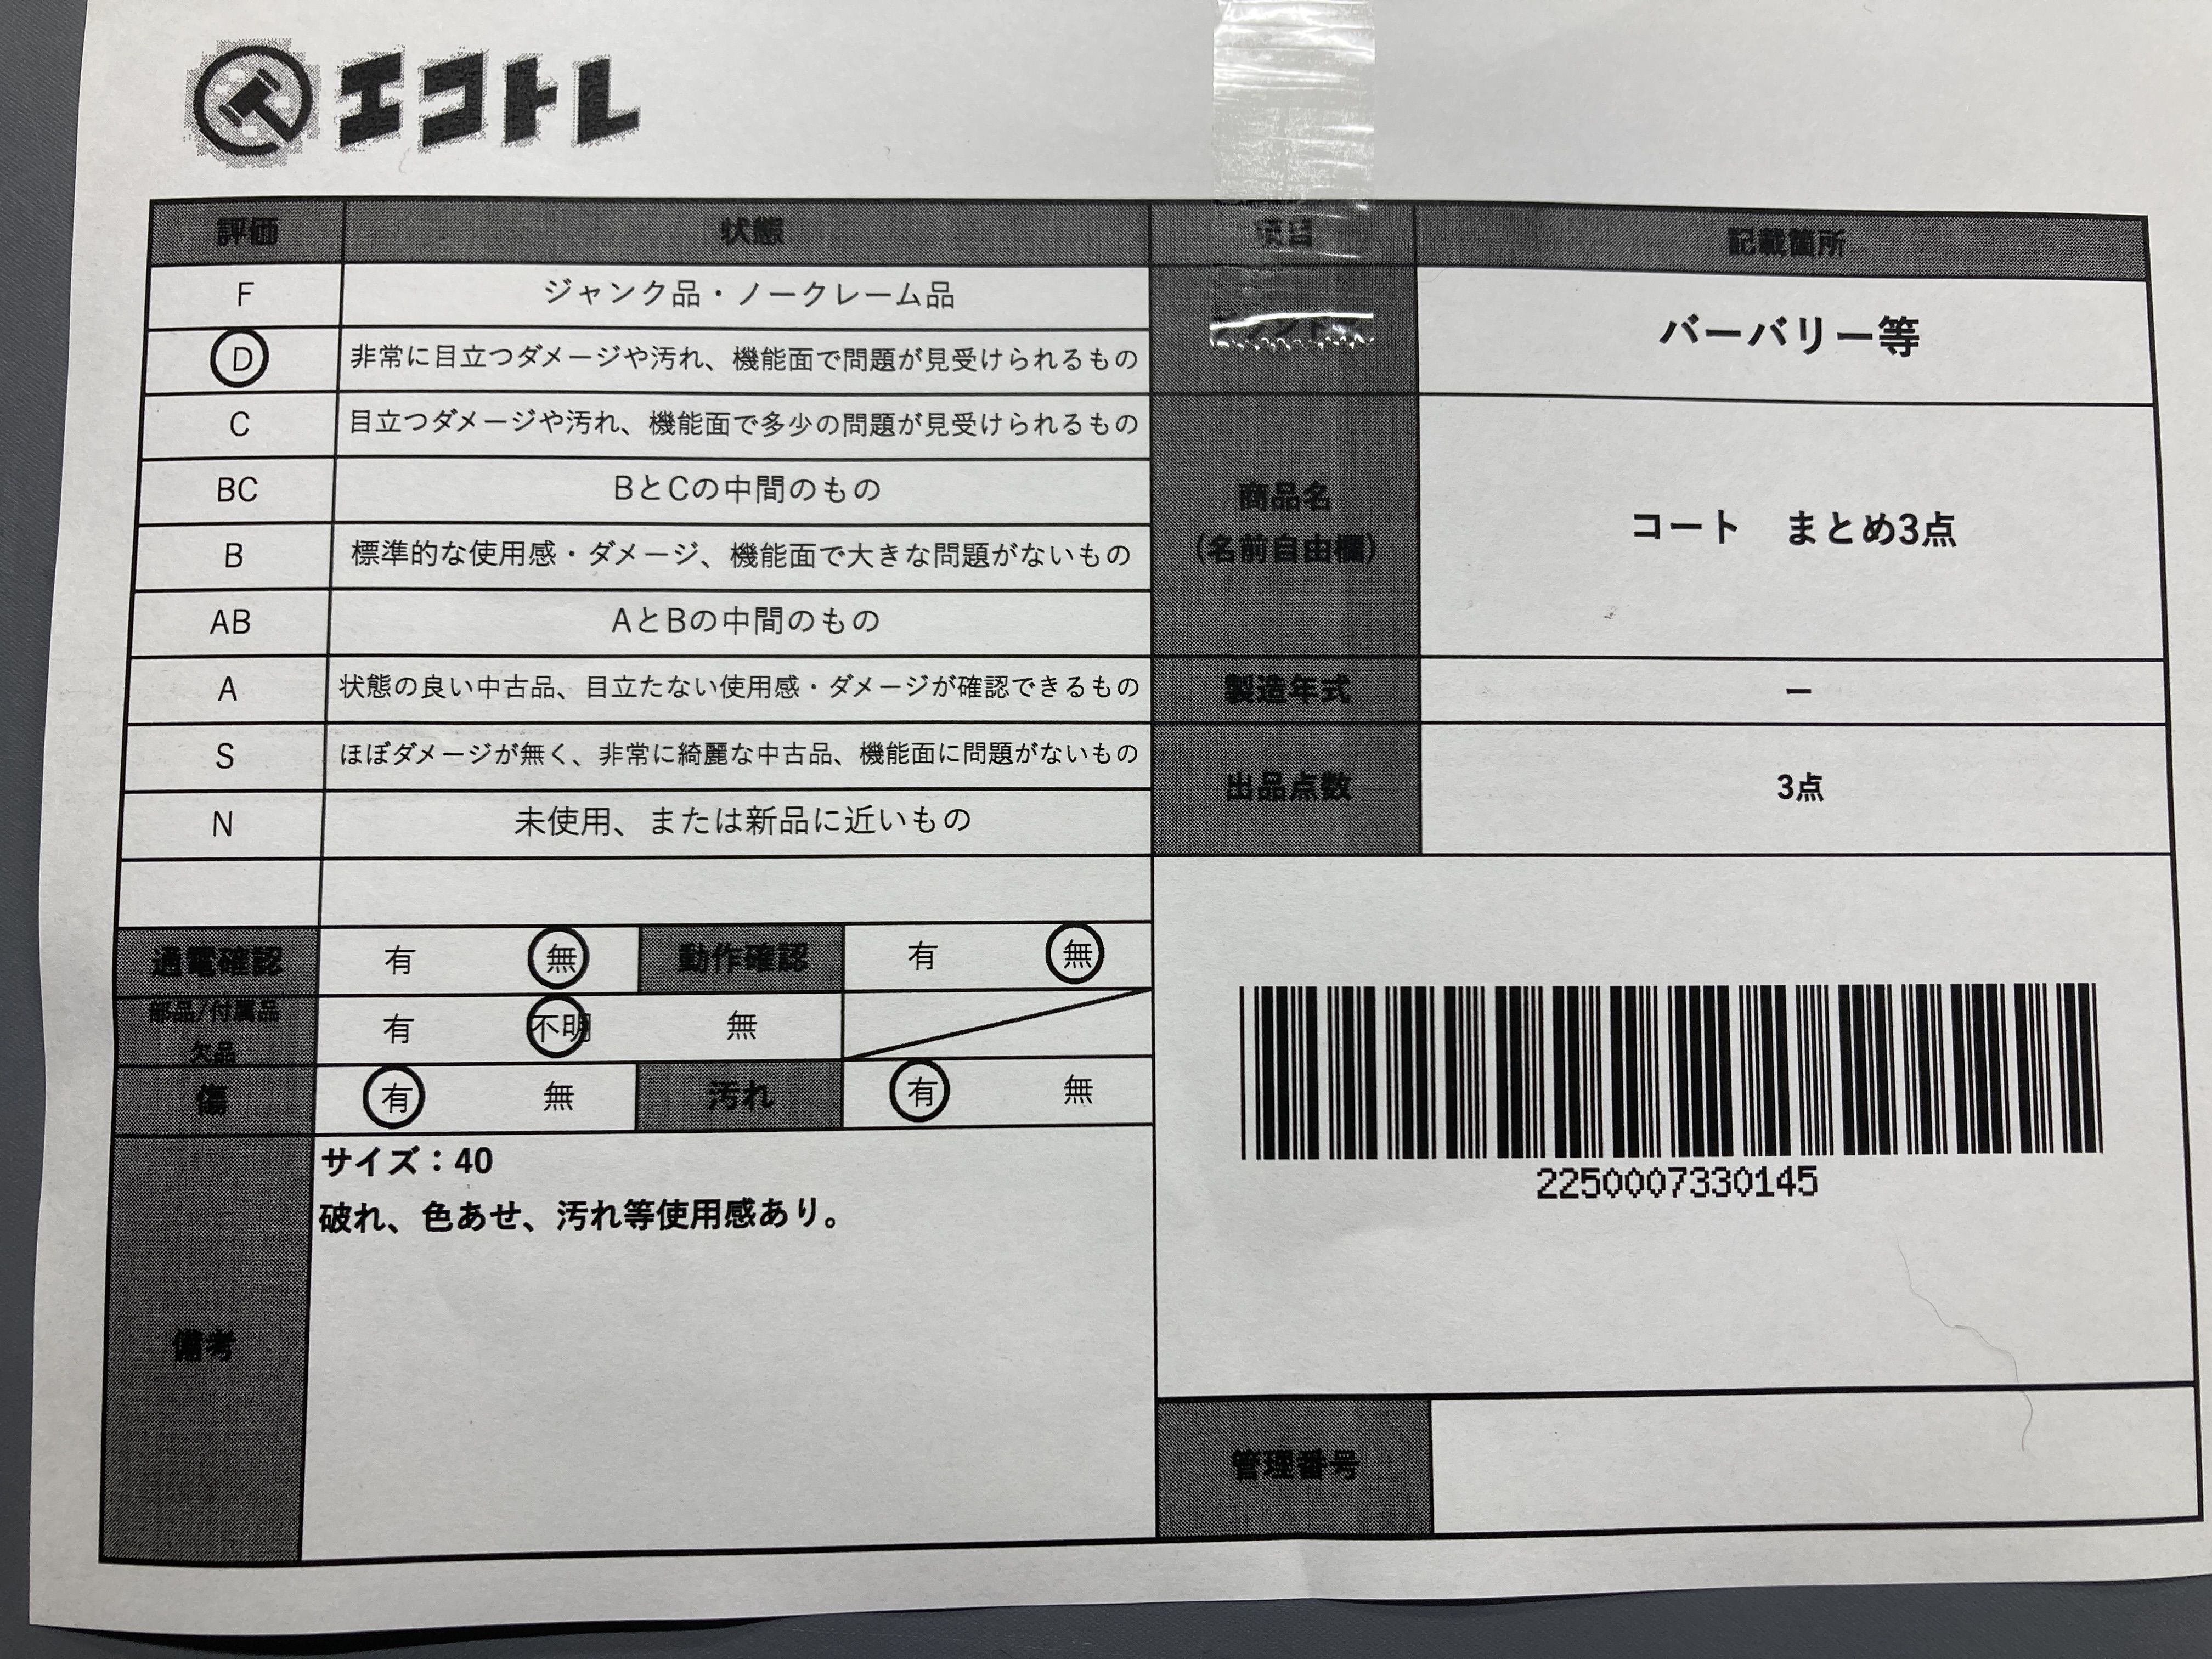 エコトレ
評価 状態 項目 記載箇所
F ジャンク品・ノークレーム品
D 非常に目立つダメージや汚れ、機能面で問題が見受けられるもの
ブランド名 バーバリー等
C 目立つダメージや汚れ、機能面で多少の問題が見受けられるもの
BC BとCの中間のもの
B 標準的な使用感・ダメージ、機能面で大きな問題がないもの
AB AとBの中間のもの
商品名
(名前自由欄)
コート　まとめ3点
A 状態の良い中古品、目立たない使用感・ダメージが確認できるもの
製造年式 ー
S ほぼダメージが無く、非常に綺麗な中古品、機能面に問題がないもの
N 未使用、または新品に近いもの
出品点数 3点
通電確認 有 無 動作確認 有 無
部品/付属品
欠品
有 不明 無
傷 有 無 汚れ 有 無
備考
サイズ：40
破れ、色あせ、汚れ等使用感あり。
2250007330145
管理番号